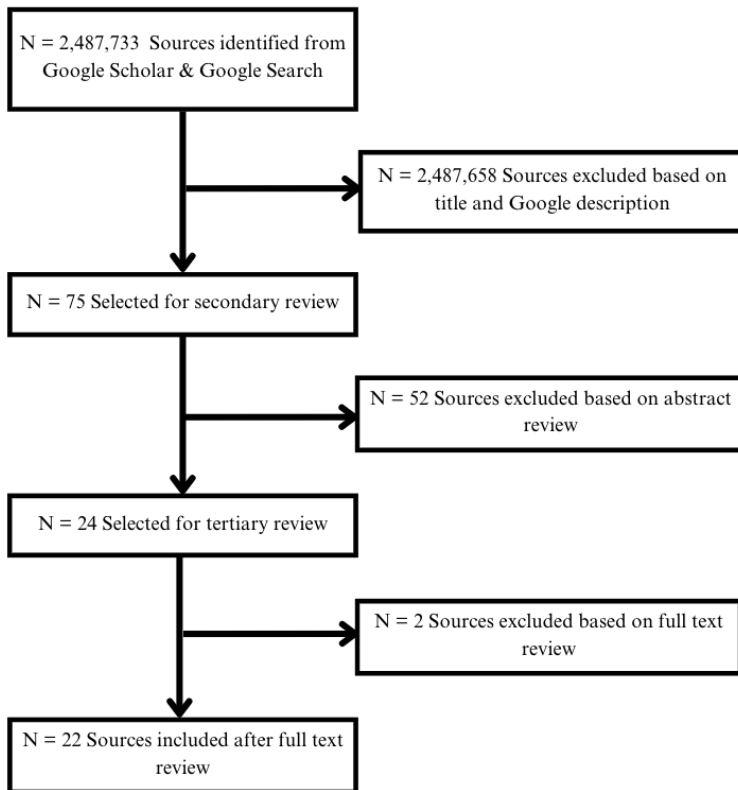 N = 2,487,733 Sources identified from
Google Scholar & Google Search
N = 2,487,658 Sources excluded based on
title and Google description
N = 75 Selected for secondary review
N = 52 Sources excluded based on abstract
review
N = 24 Selected for tertiary review
N = 2 Sources excluded based on full text
review
N = 22 Sources included after full text
review